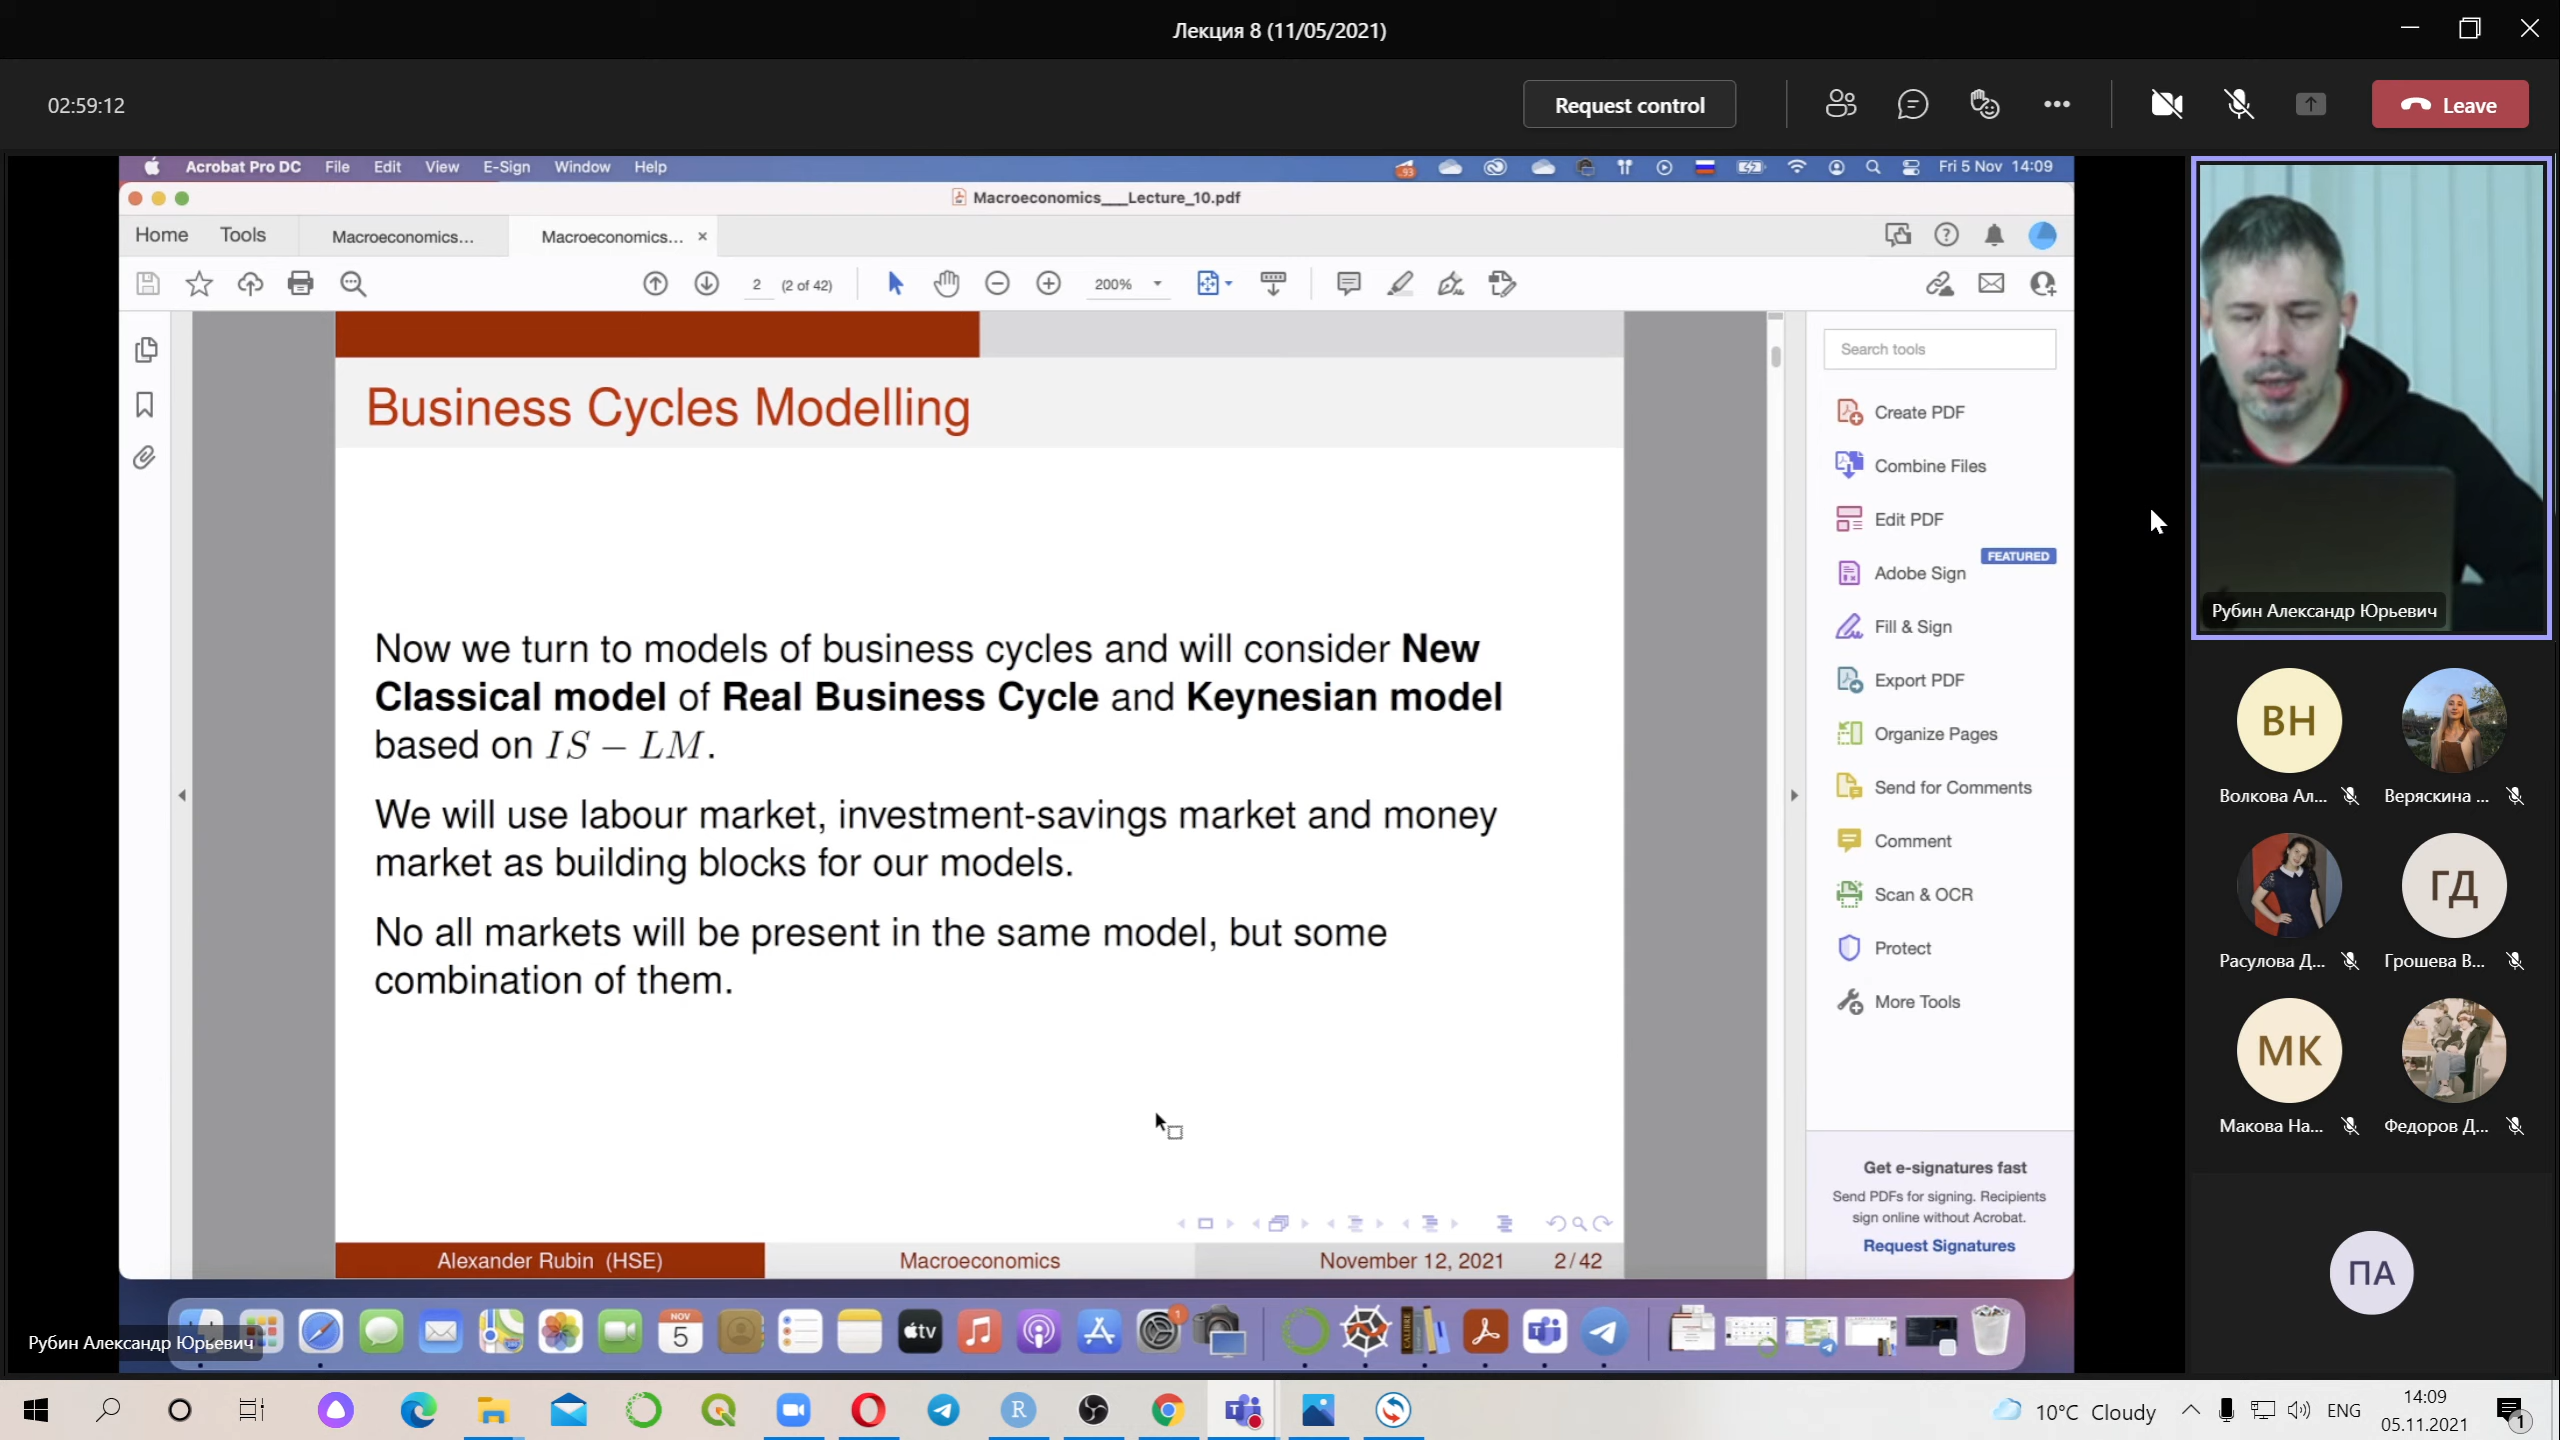 Лекция 8 (11/05/2021)
02:59:12
Request control
Leave
Acrobat Pro DC File Edit View E-Sign Window Help
93
Fri 5 Nov 14:09
Macroeconomics___Lecture_10.pdf
Home Tools Macroeconomics... Macroeconomics...
2 (2 of 42)
200%
Search tools
Business Cycles Modelling
Now we turn to models of business cycles and will consider New
Classical model of Real Business Cycle and Keynesian model
based on IS − LM.
We will use labour market, investment-savings market and money
market as building blocks for our models.
No all markets will be present in the same model, but some
combination of them.
Alexander Rubin (HSE) Macroeconomics November 12, 2021 2/42
Create PDF
Combine Files
Edit PDF
FEATURED
Adobe Sign
Fill & Sign
Export PDF
Organize Pages
Send for Comments
Comment
Scan & OCR
Protect
More Tools
Get e-signatures fast
Send PDFs for signing. Recipients
sign online without Acrobat.
Request Signatures
Рубин Александр Юрьевич
ВН
Волкова Ал... Веряскина ...
ГД
Расулова Д... Грошева В...
МК
Макова На... Федоров Д...
ПА
NOV
5
tv
1
CALIBRE
Рубин Александр Юрьевич
R
T
10°C Cloudy
ENG
14:09
05.11.2021
1